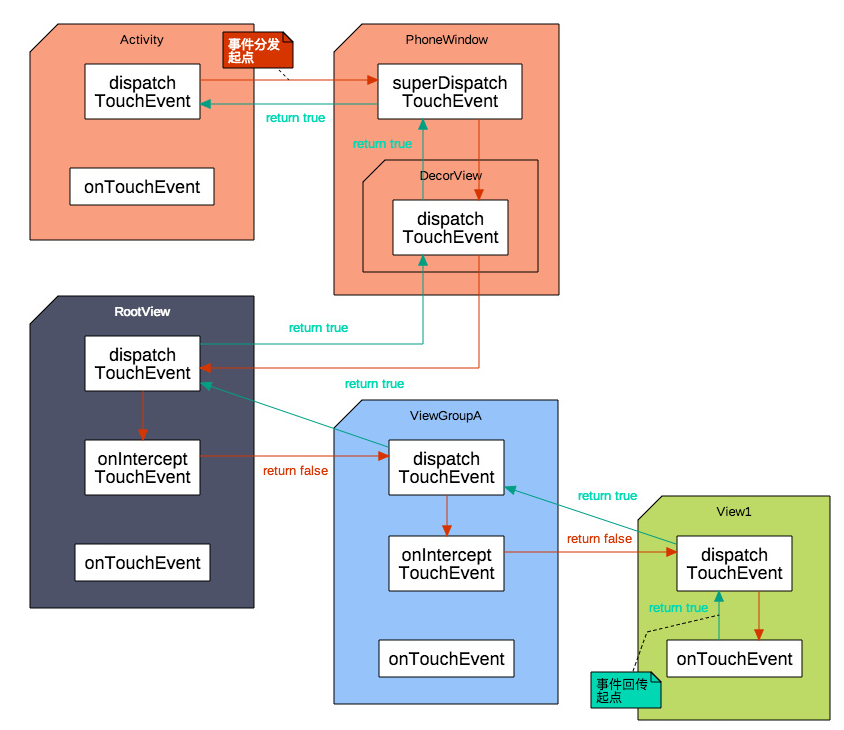 Activity
事件分发
起点
dispatch
TouchEvent
onTouchEvent
PhoneWindow
superDispatch
TouchEvent
return true
return true
DecorView
dispatch
TouchEvent
RootView
dispatch
TouchEvent
return true
return true
onIntercept
TouchEvent
return false
onTouchEvent
ViewGroupA
dispatch
TouchEvent
return true
onIntercept
TouchEvent
return false
onTouchEvent
View1
dispatch
TouchEvent
return true
onTouchEvent
事件回传
起点